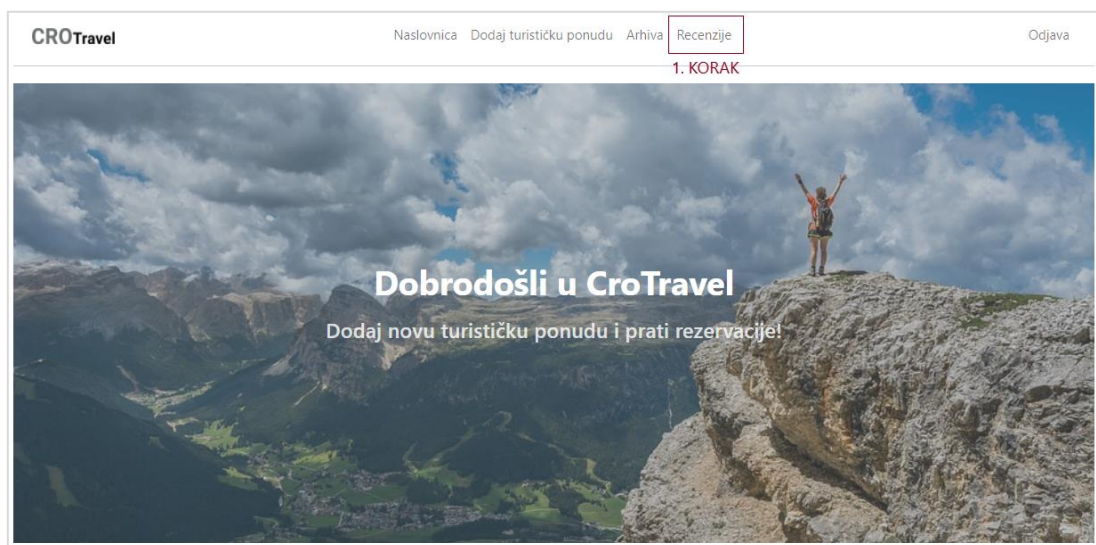 CROTravel
Naslovnica Dodaj turističku ponudu Arhiva Recenzije Odjava
1. KORAK
Dobrodošli u CroTravel
Dodaj novu turističku ponudu i prati rezervacije!